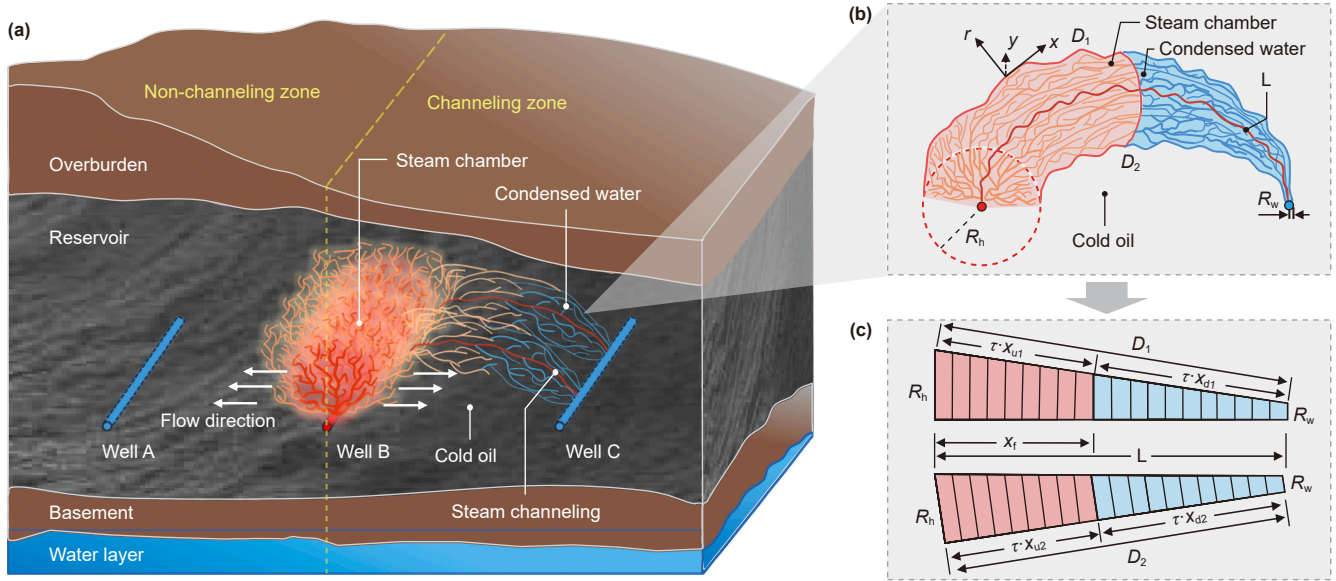 (a)
Non-channeling zone
Channeling zone
Overburden
Steam chamber
Condensed water
Reservoir
Flow direction
Well A
Well B
Cold oil
Well C
Steam channeling
Basement
Water layer
(b)
r
y
x
D1
Steam chamber
Condensed water
L
D2
Rw
Rh
Cold oil
(c)
D1
τ·xu1
τ·xd1
Rh
Rw
xf
L
Rh
Rw
τ·xu2
τ·xd2
D2